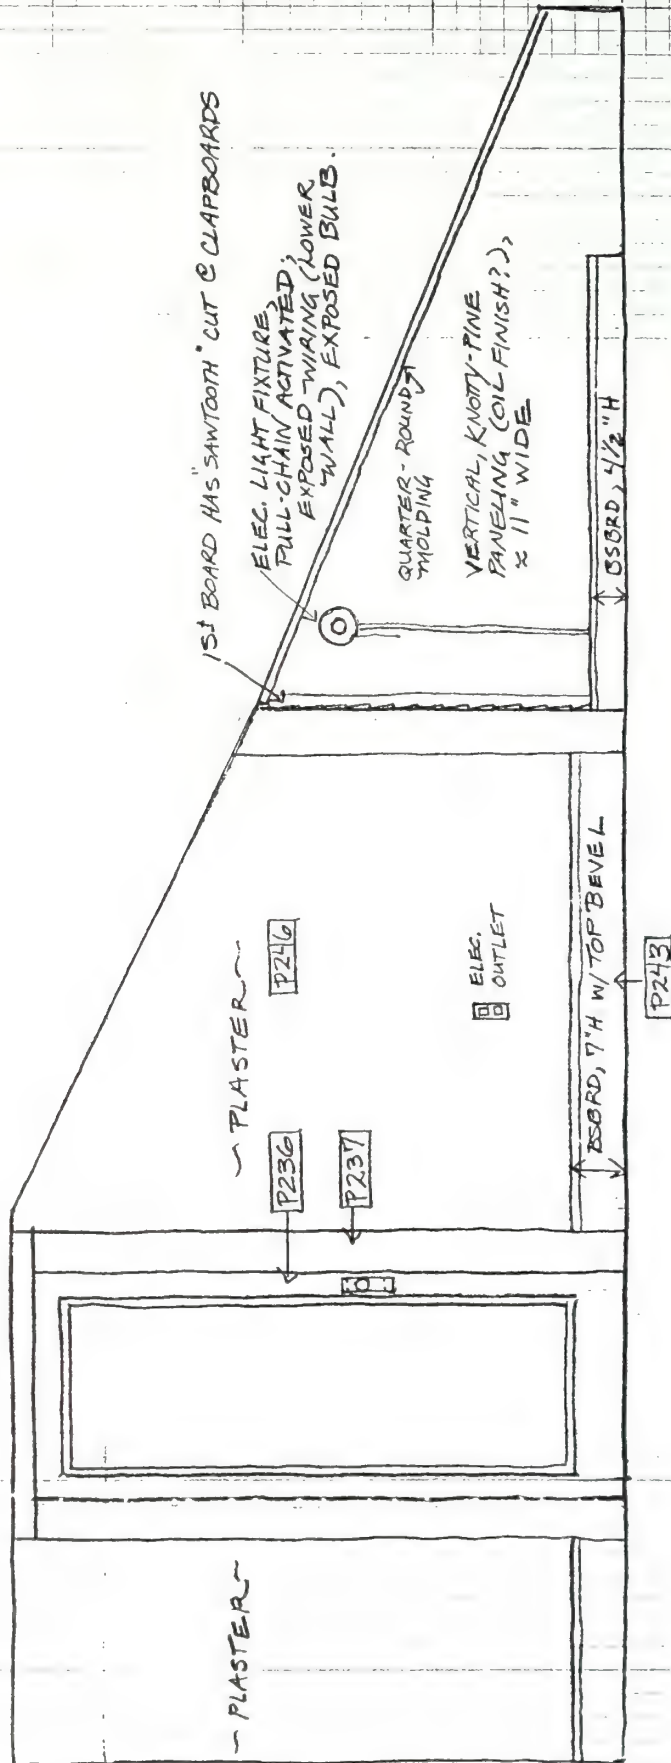 1St BOARD HAS "SAWTOOTH" CUT @ CLAPBOARDS
ELEC. LIGHT FIXTURE,
PULL-CHAIN ACTIVATED;
EXPOSED WIRING (LOWER
WALL), EXPOSED BULB.
QUARTER-ROUND
MOLDING
VERTICAL, KNOTTY-PINE
PANELING (OIL FINISH?),
≈ 11" WIDE
BSBRD, 4½" H
~ PLASTER ~
~ PLASTER ~
P236
P246
P237
ELEC.
OUTLET
BSBRD, 7"H W/ TOP BEVEL
P243